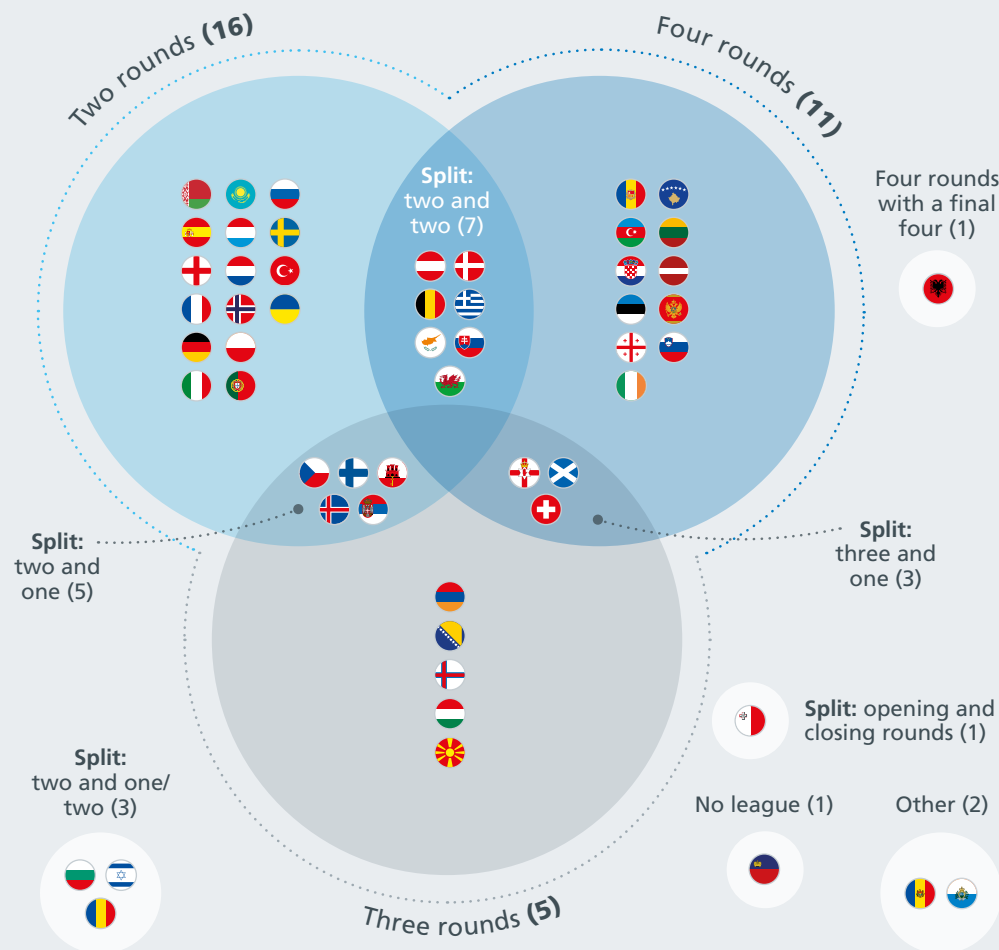 Two rounds (16)
Four rounds (11)
Split:
two and
two (7)
Four rounds
with a final
four (1)
Split:
two and
one (5)
Split:
three and
one (3)
Split: opening and
closing rounds (1)
Split:
two and one/
two (3)
No league (1)
Other (2)
Three rounds (5)